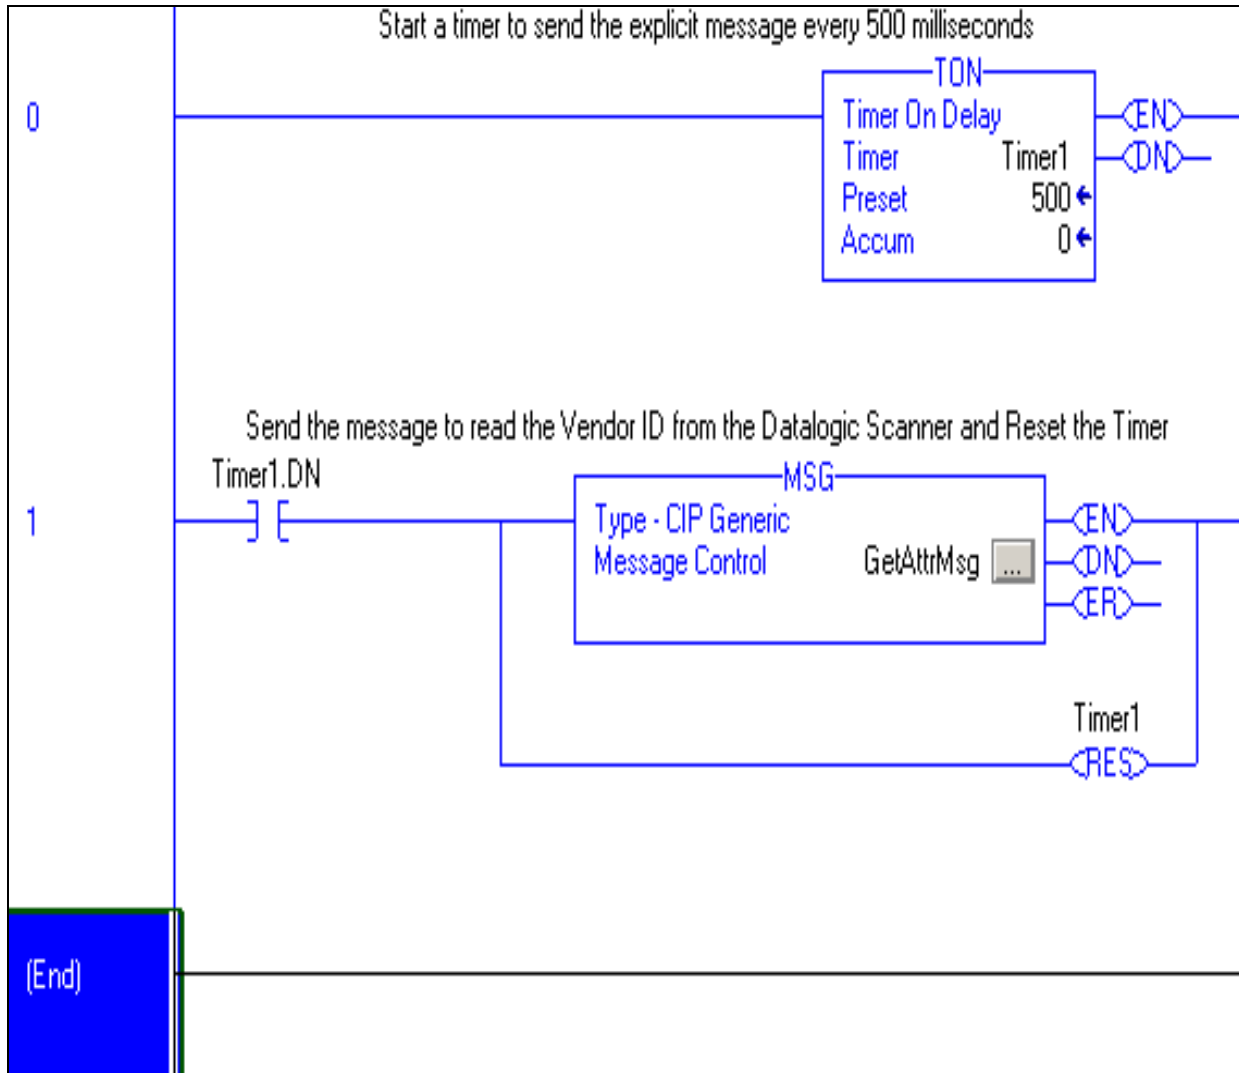 Start a timer to send the explicit message every 500 milliseconds
0
TON
Timer On Delay
Timer Timer1
Preset 500
Accum 0
EN
DN
Send the message to read the Vendor ID from the Datalogic Scanner and Reset the Timer
1
Timer1.DN
MSG
Type - CIP Generic
Message Control GetAttrMsg ...
EN
DN
ER
Timer1
RES
(End)